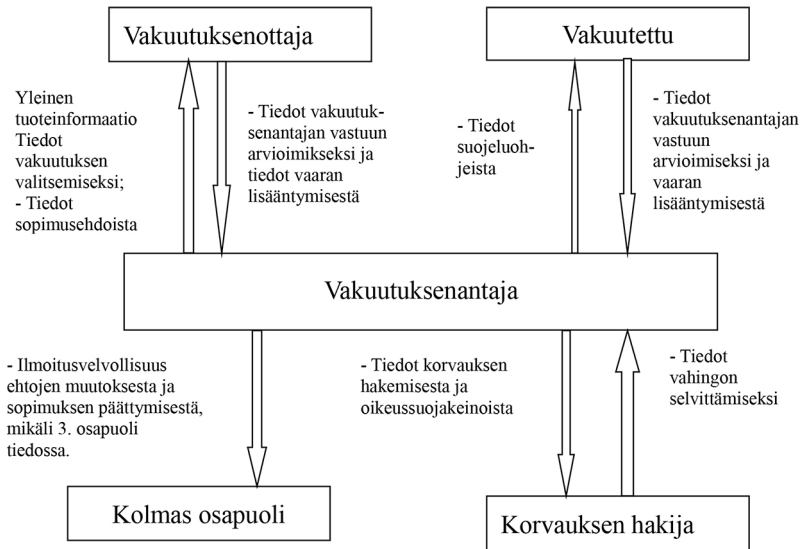 Vakuutuksenottaja
Vakuutettu
Yleinen
tuoteinformaatio
Tiedot
vakuutuksen
valitsemiseksi;
- Tiedot
sopimusehdoista
- Tiedot vakuutuk-
senantajan vastuun
arvioimikseksi ja
tiedot vaaran
lisääntymisestä
- Tiedot
suojeluoh-
jeista
- Tiedot
vakuutuksenantajan
vastuun
arvioimiseksi ja
vaaran
lisääntymisestä
Vakuutuksenantaja
- Ilmoitusvelvollisuus
ehtojen muutoksesta ja
sopimuksen päättymisestä,
mikäli 3. osapuoli
tiedossa.
- Tiedot korvauksen
hakemisesta ja
oikeussuojakeinoista
- Tiedot
vahingon
selvittämiseksi
Kolmas osapuoli
Korvauksen hakija